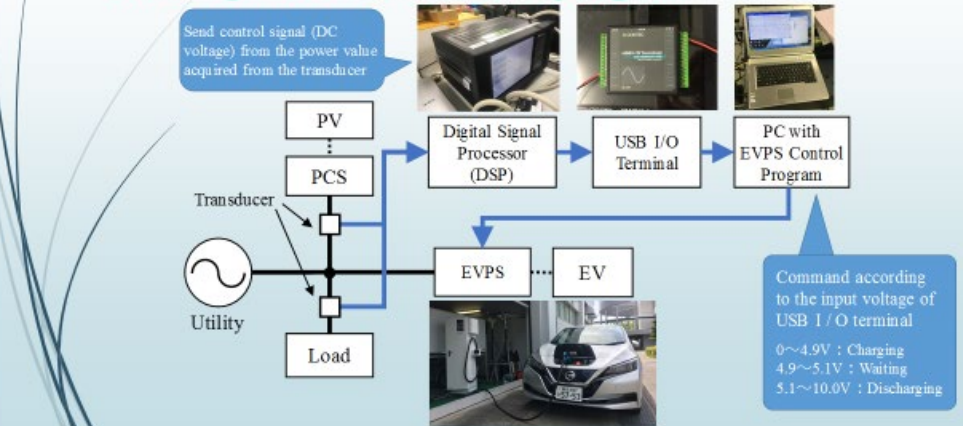 Send control signal (DC
voltage) from the power value
acquired from the transducer
PV
PCS
Transducer
Utility
Load
Digital Signal
Processor
(DSP)
USB I/O
Terminal
PC with
EVPS Control
Program
EVPS
EV
Command according
to the input voltage of
USB I / O terminal
0~4.9V : Charging
4.9~5.1V : Waiting
5.1~10.0V : Discharging